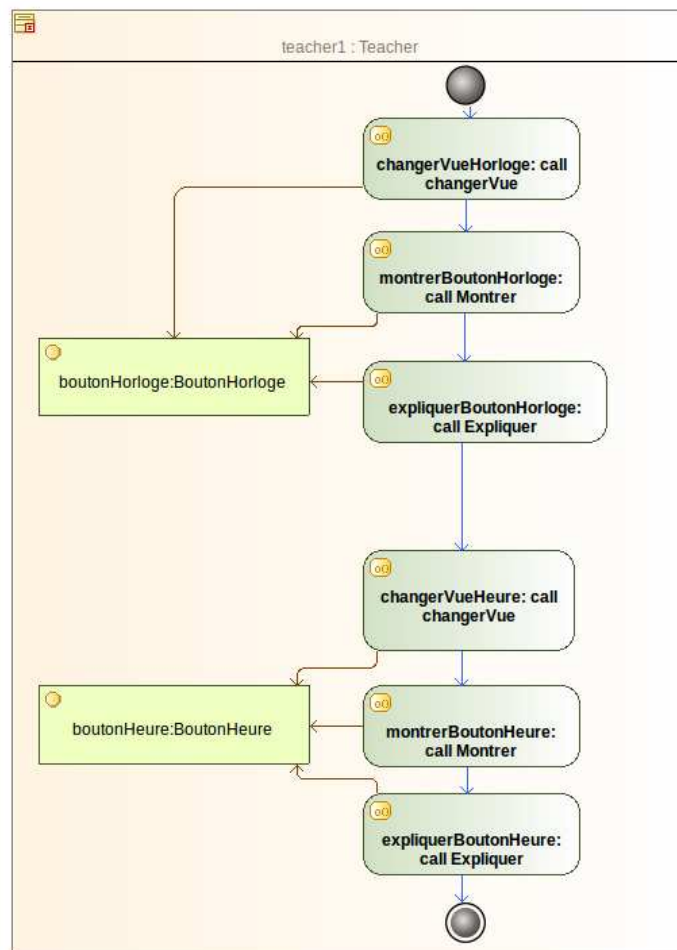 teacher1 : Teacher
changerVueHorloge: call
changerVue
montrerBoutonHorloge:
call Montrer
boutonHorloge:BoutonHorloge
expliquerBoutonHorloge:
call Expliquer
changerVueHeure: call
changerVue
boutonHeure:BoutonHeure
montrerBoutonHeure:
call Montrer
expliquerBoutonHeure:
call Expliquer